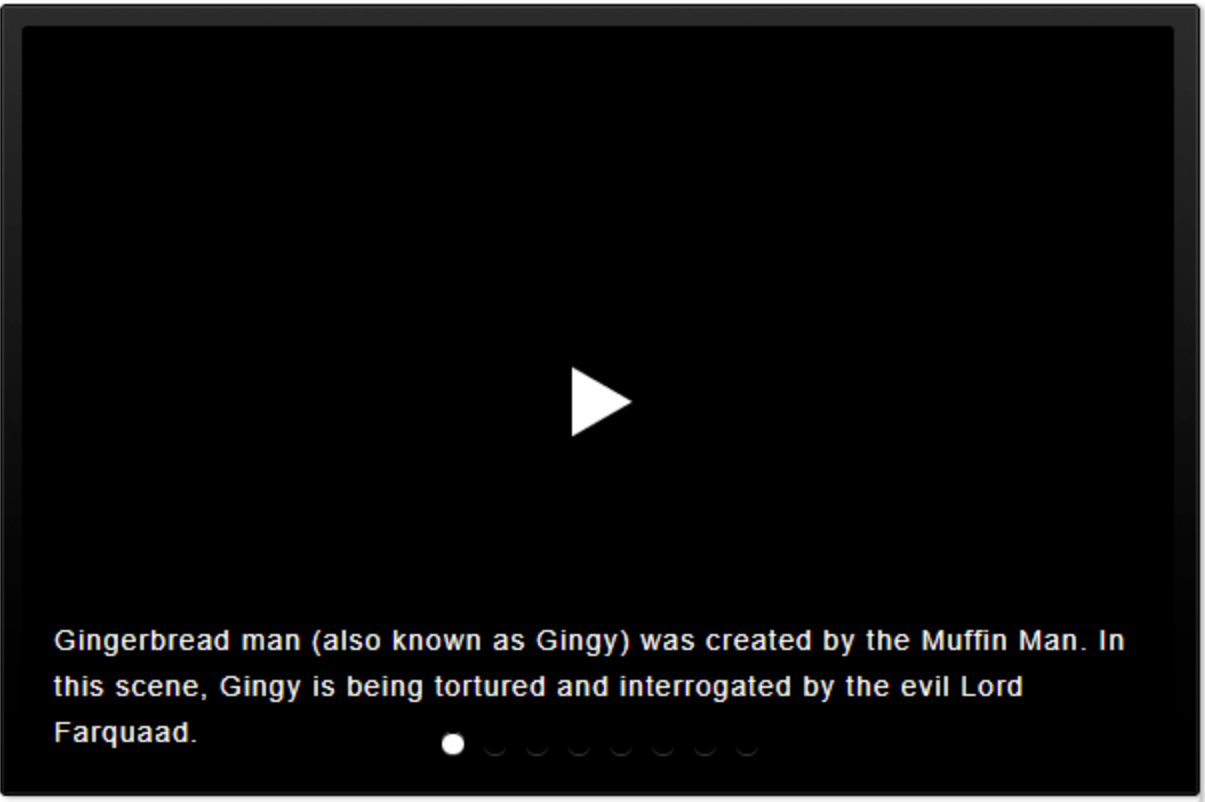 Gingerbread man (also known as Gingy) was created by the Muffin Man. In
this scene, Gingy is being tortured and interrogated by the evil Lord
Farquaad.